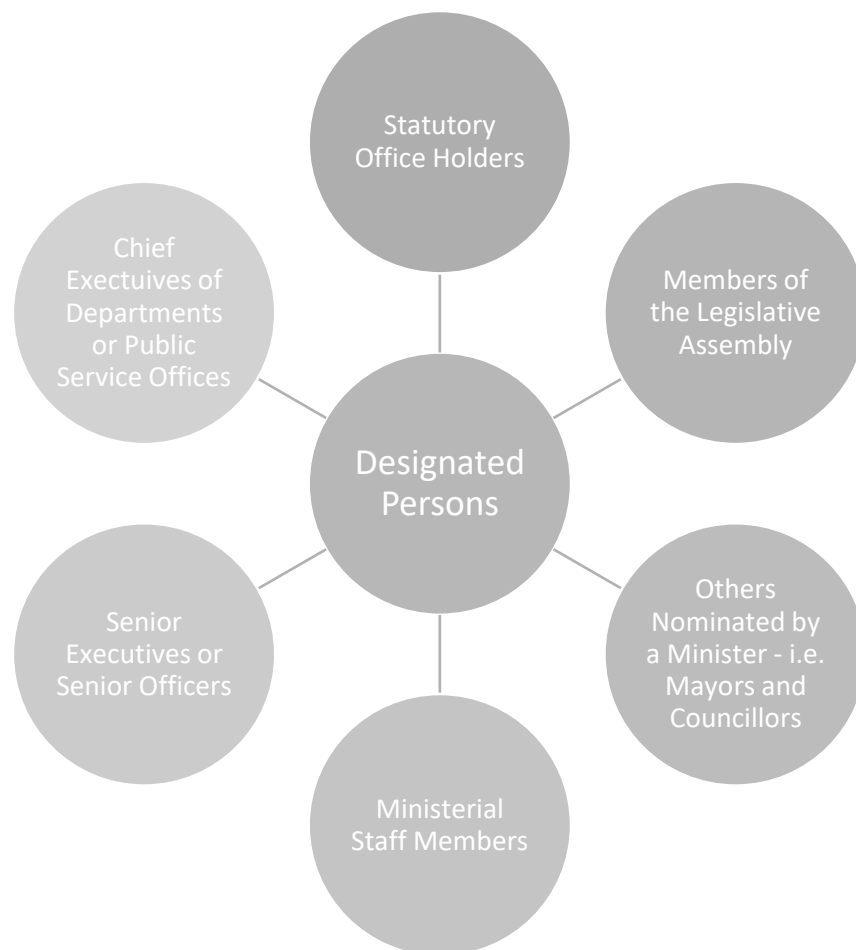 Statutory
Office Holders
Members of
the Legislative
Assembly
Others
Nominated by
a Minister - i.e.
Mayors and
Councillors
Ministerial
Staff Members
Senior
Executives or
Senior Officers
Chief
Exectuives of
Departments
or Public
Service Offices
Designated
Persons